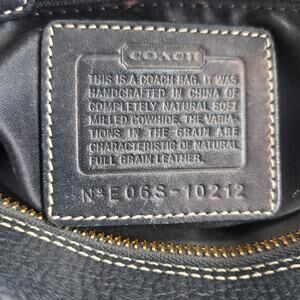 COACH
THIS IS A COACH BAG. IT WAS
HANDCRAFTED IN CHINA OF
COMPLETELY NATURAL SOFT
MILLED COWHIDE. THE VARIA-
TIONS IN THE GRAIN ARE
CHARACTERISTIC OF NATURAL
FULL GRAIN LEATHER.
Nº E06S-10212